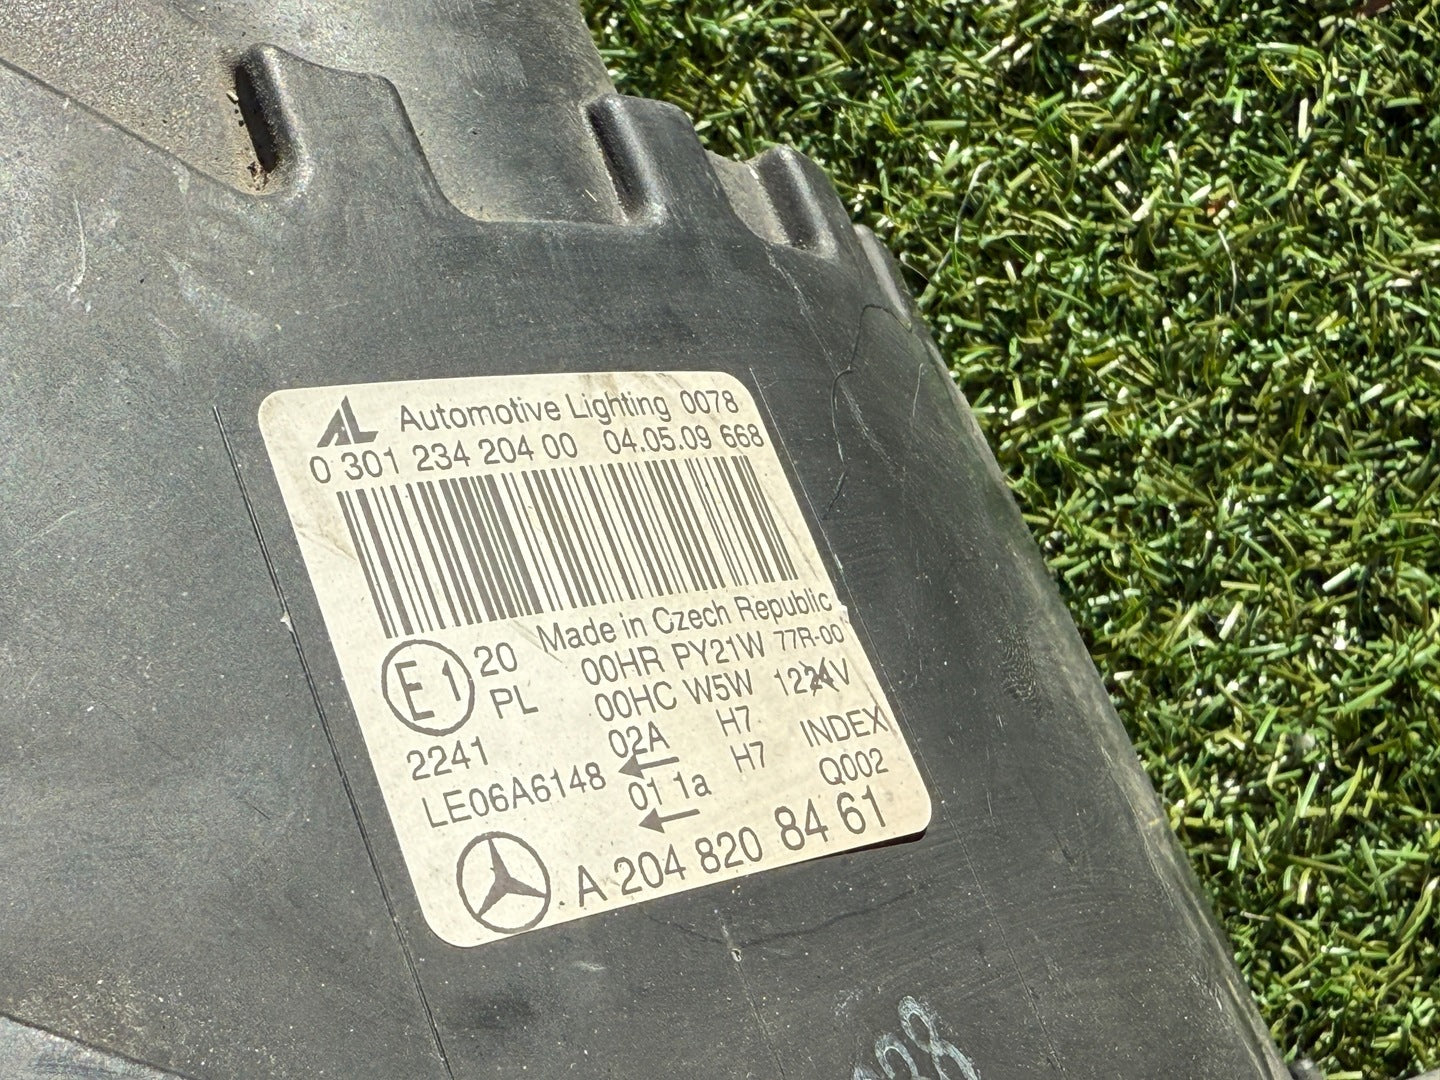 AL Automotive Lighting 0078
0 301 234 204 00 04.05.09 668
Made in Czech Republic
E1 20 00HR PY21W 77R-00
PL 00HC W5W 1224V
2241 02A H7 INDEX
LE06A6148 01 1a H7 Q002
A 204 820 84 61